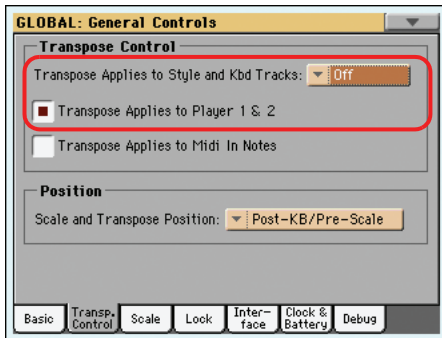 GLOBAL: General Controls
Transpose Control
Transpose Applies to Style and Kbd Tracks: Off
Transpose Applies to Player 1 & 2
Transpose Applies to Midi In Notes
Position
Scale and Transpose Position: Post-KB/Pre-Scale
Basic Transp. Control Scale Lock Inter- face Clock & Battery Debug